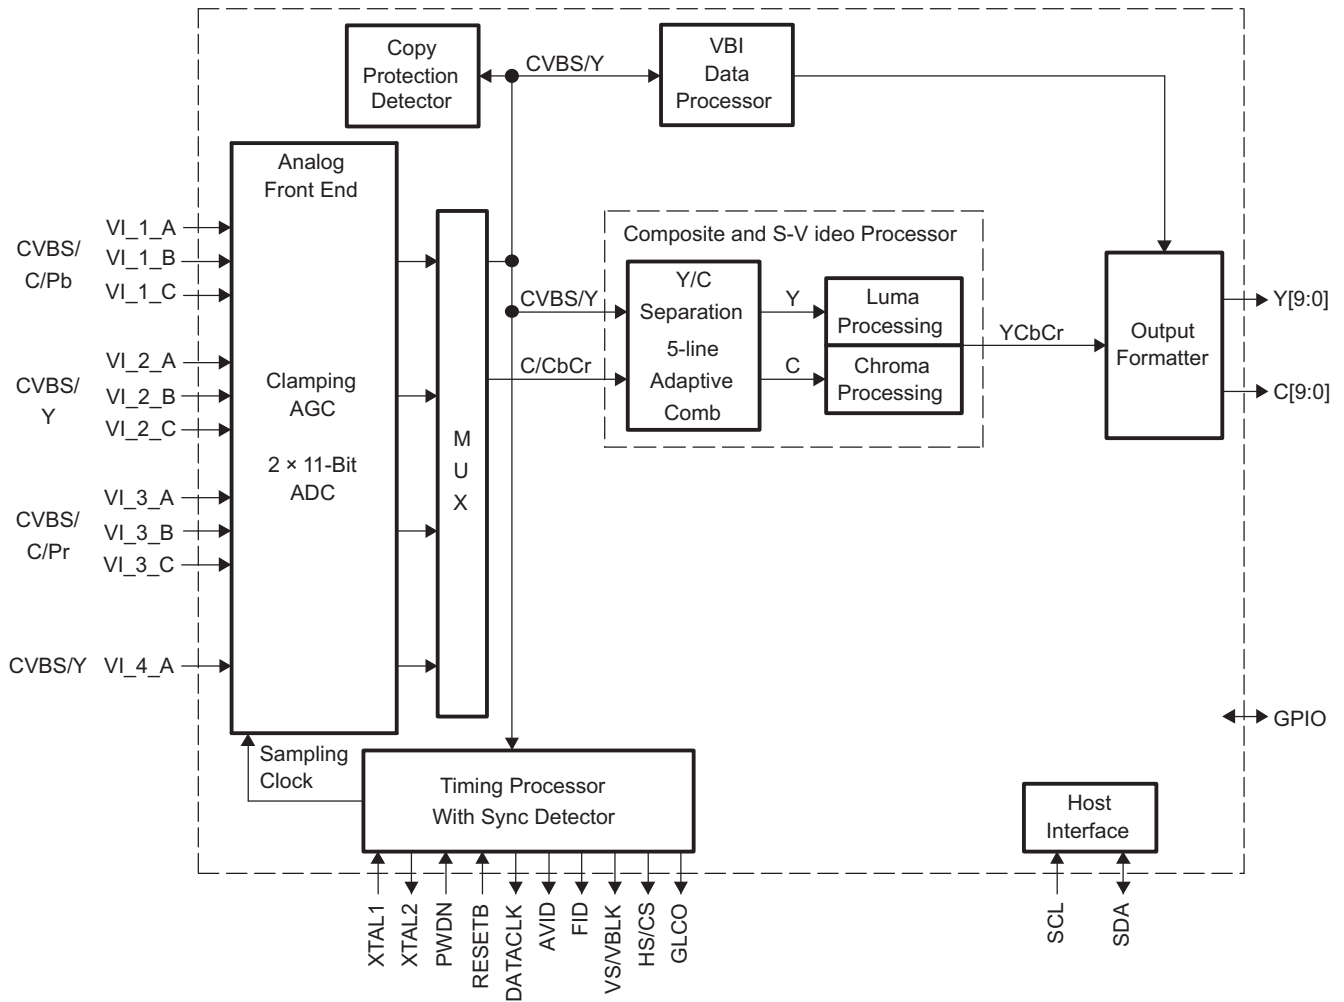 Copy
Protection
Detector
CVBS/Y
VBI
Data
Processor
Analog
Front End
CVBS/
C/Pb
VI_1_A
VI_1_B
VI_1_C
CVBS/
Y
VI_2_A
VI_2_B
VI_2_C
CVBS/
C/Pr
VI_3_A
VI_3_B
VI_3_C
CVBS/Y
VI_4_A
Clamping
AGC
2 × 11-Bit
ADC
M
U
X
CVBS/Y
C/CbCr
Composite and S-V ideo Processor
Y/C
Separation
5-line
Adaptive
Comb
Y
C
Luma
Processing
Chroma
Processing
YCbCr
Output
Formatter
Y[9:0]
C[9:0]
GPIO
Sampling
Clock
Timing Processor
With Sync Detector
Host
Interface
XTAL1
XTAL2
PWDN
RESETB
DATACLK
AVID
FID
VS/VBLK
HS/CS
GLCO
SCL
SDA